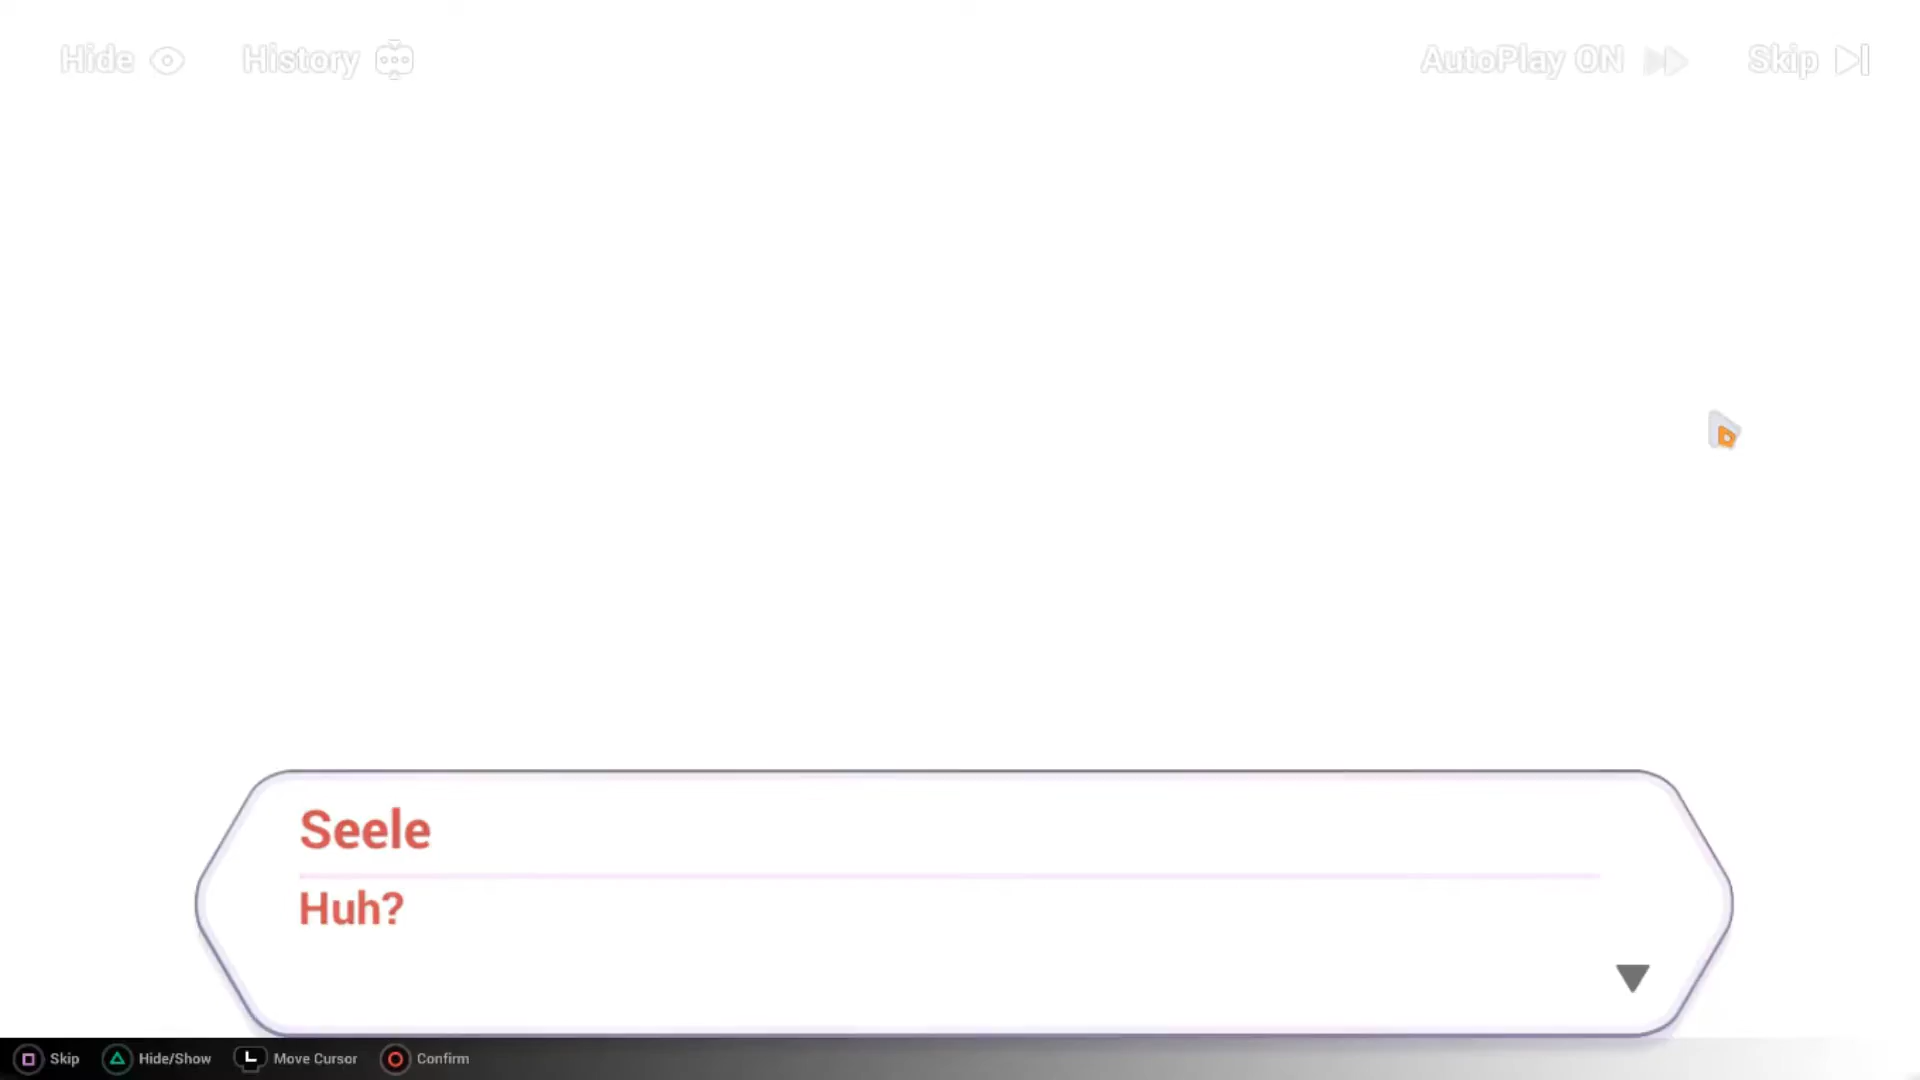 Hide
History
AutoPlay ON
Skip
Seele
Huh?
Skip
Hide/Show
L
Move Cursor
Confirm